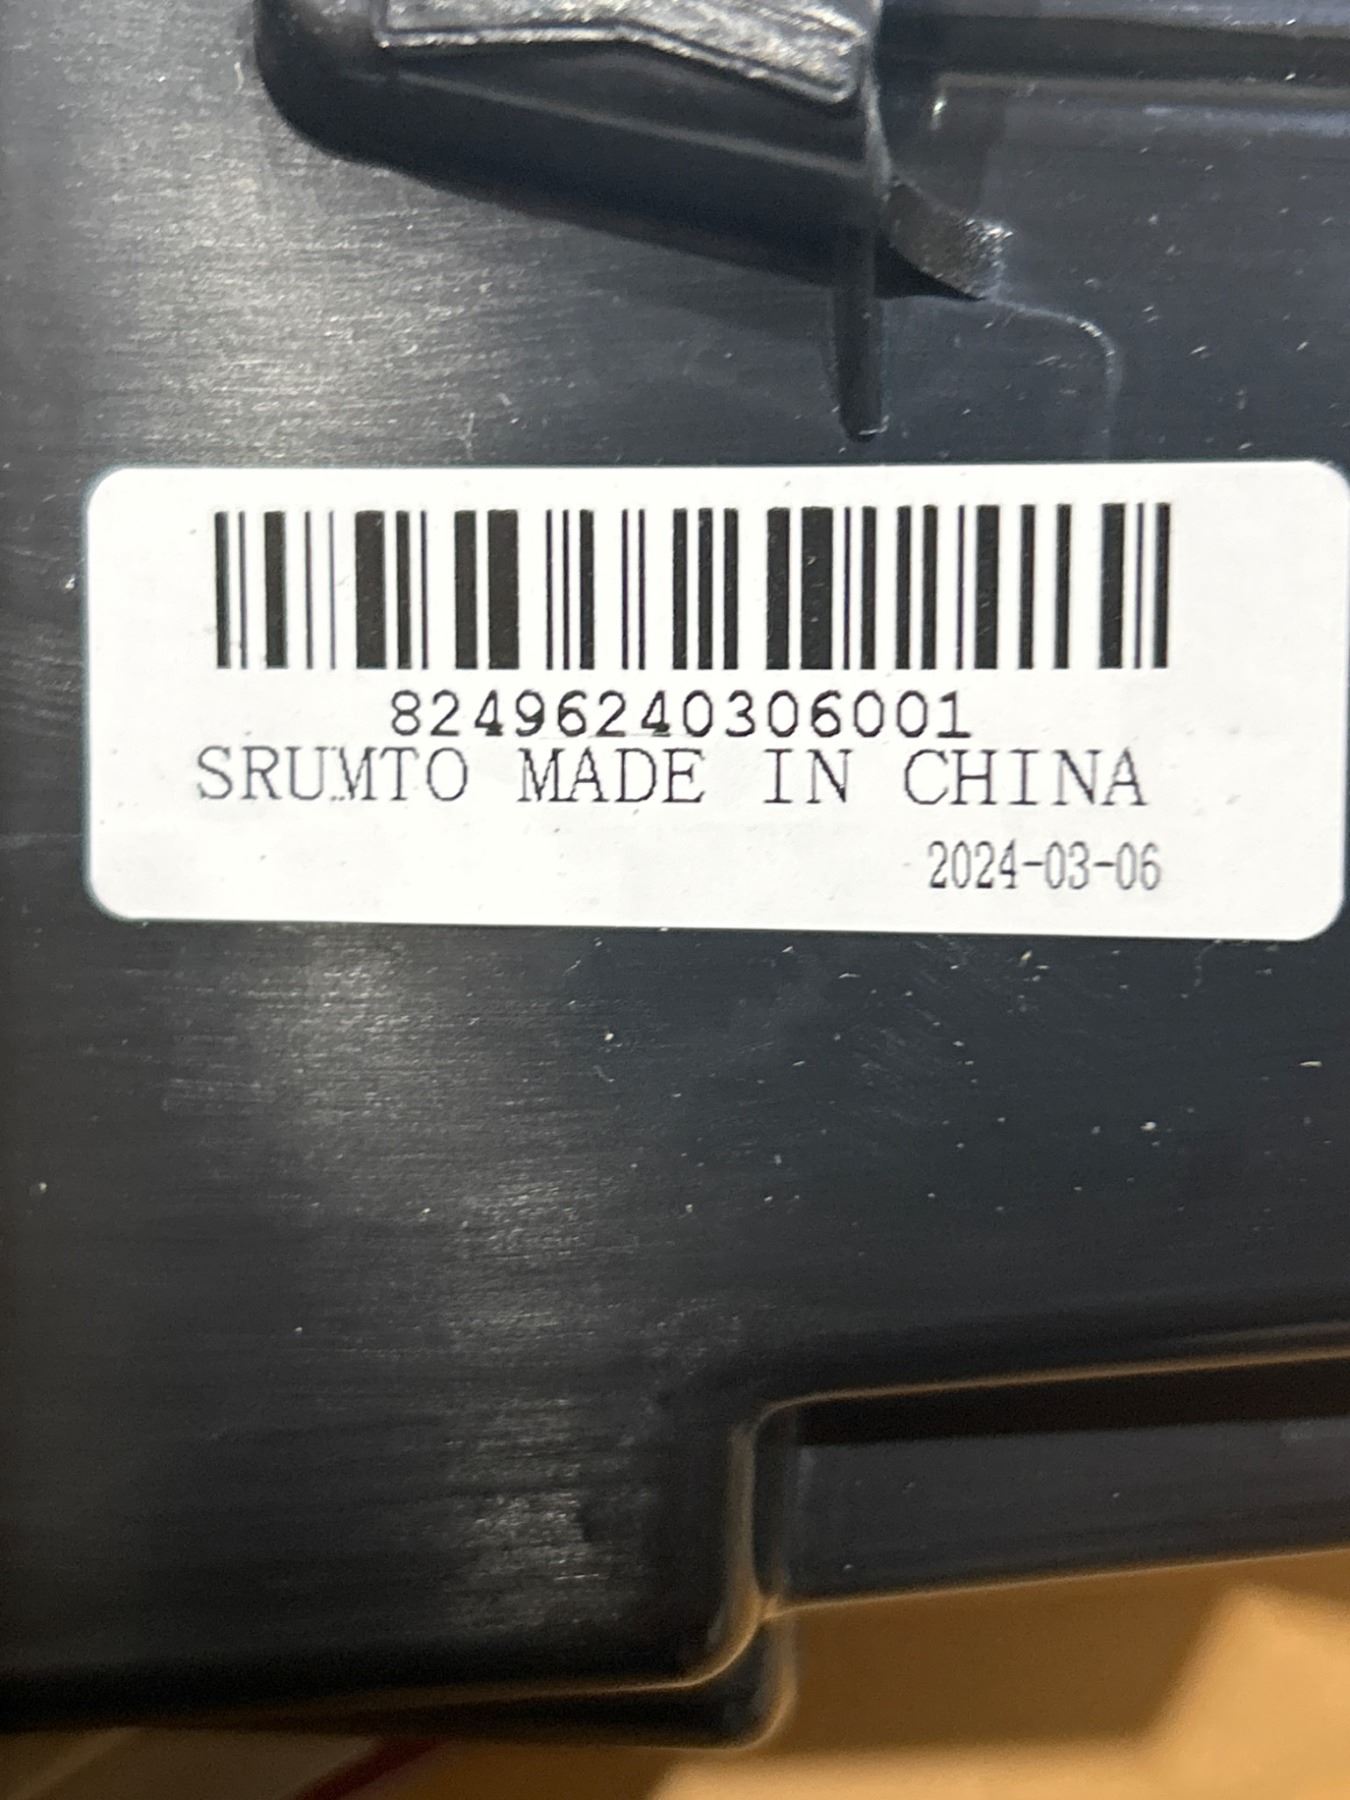 82496240306001
SRUMTO MADE IN CHINA
2024-03-06